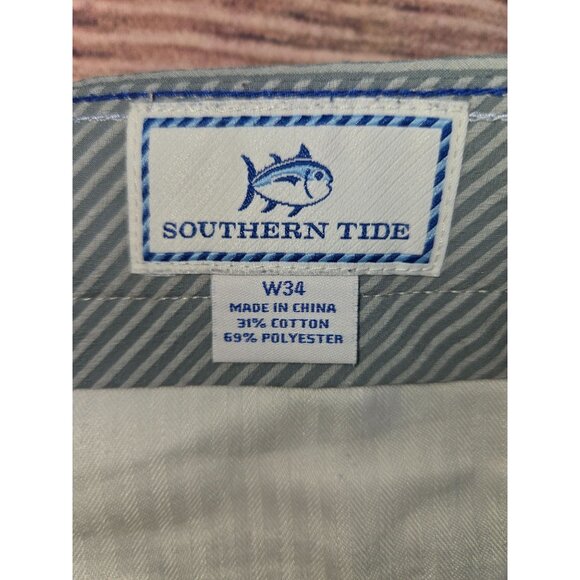 SOUTHERN TIDE
W34
MADE IN CHINA
31% COTTON
69% POLYESTER